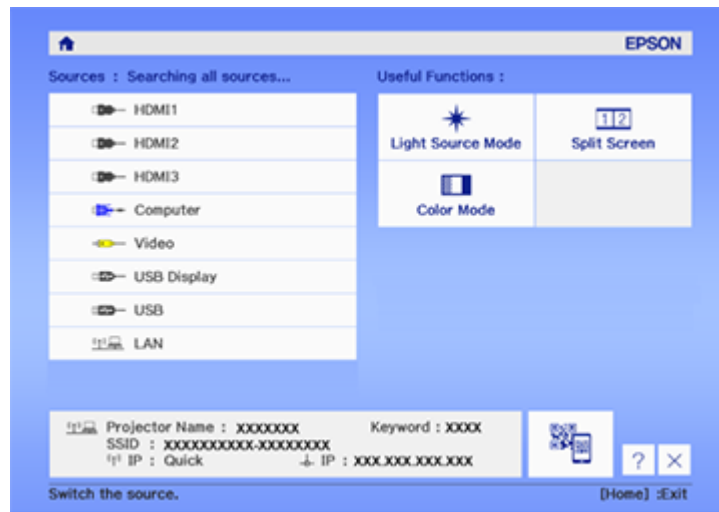 EPSON
Sources : Searching all sources...
HDMI1
HDMI2
HDMI3
Computer
Video
USB Display
USB
LAN
Useful Functions :
Light Source Mode
1 2
Split Screen
Color Mode
Projector Name : XXXXXXX Keyword : XXXX
SSID : XXXXXXXXXX-XXXXXXXX
IP : Quick IP : XXX.XXX.XXX.XXX
? ×
Switch the source. [Home] :Exit